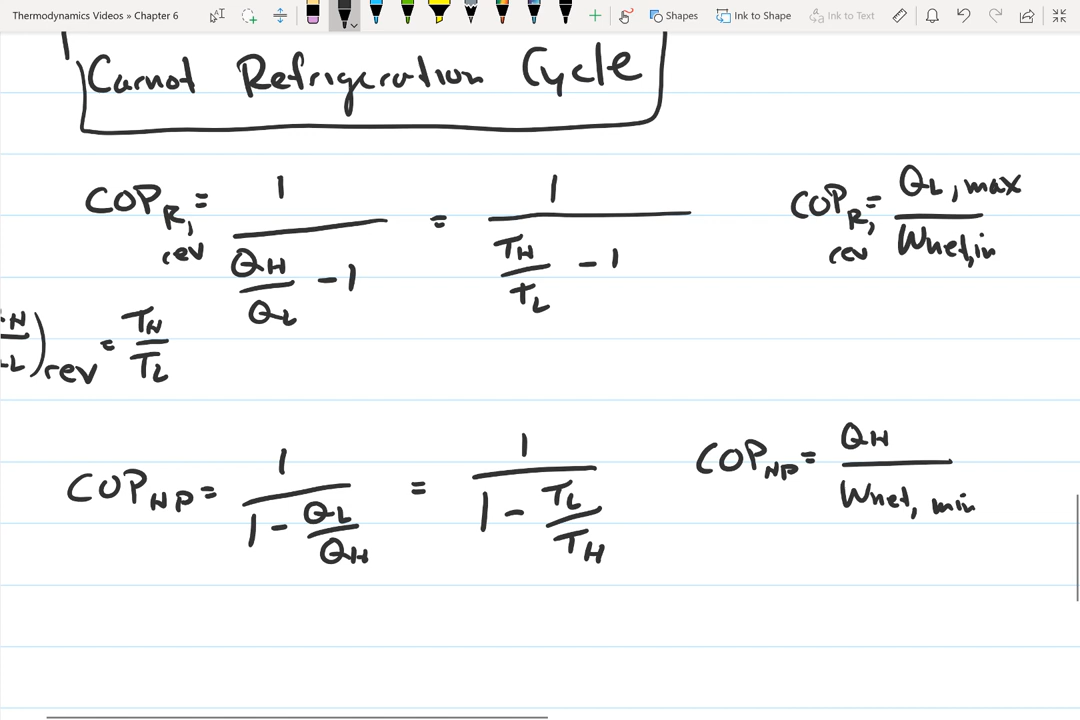 Thermodynamics Videos » Chapter 6
Shapes
Ink to Shape
Ink to Text
Carnot Refrigeration Cycle
COP_R, rev = 1 / (QH/QL - 1) = 1 / (TH/TL - 1)
COP_R, rev = QL, max / Wnet, in
)rev = TH/TL
COP_HP = 1 / (1 - QL/QH) = 1 / (1 - TL/TH)
COP_HP = QH / Wnet, min